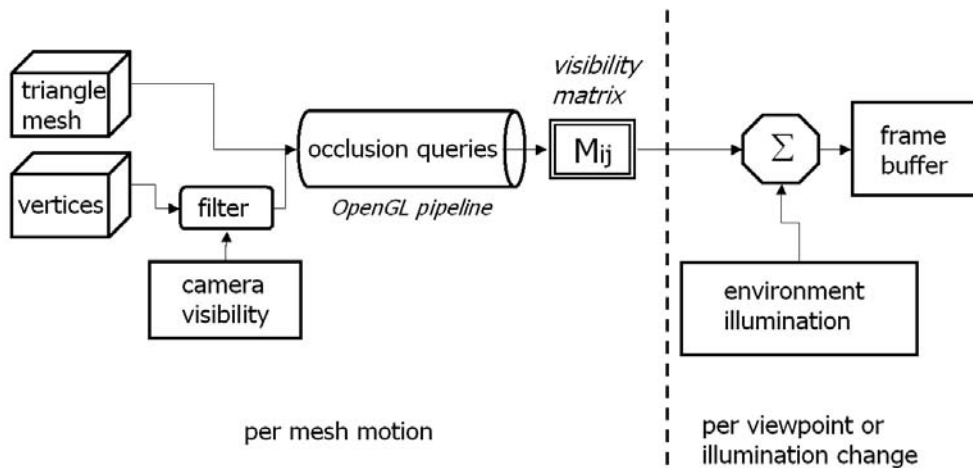 triangle
mesh
vertices
filter
camera
visibility
occlusion queries
OpenGL pipeline
visibility
matrix
Mij
Σ
frame
buffer
environment
illumination
per mesh motion
per viewpoint or
illumination change